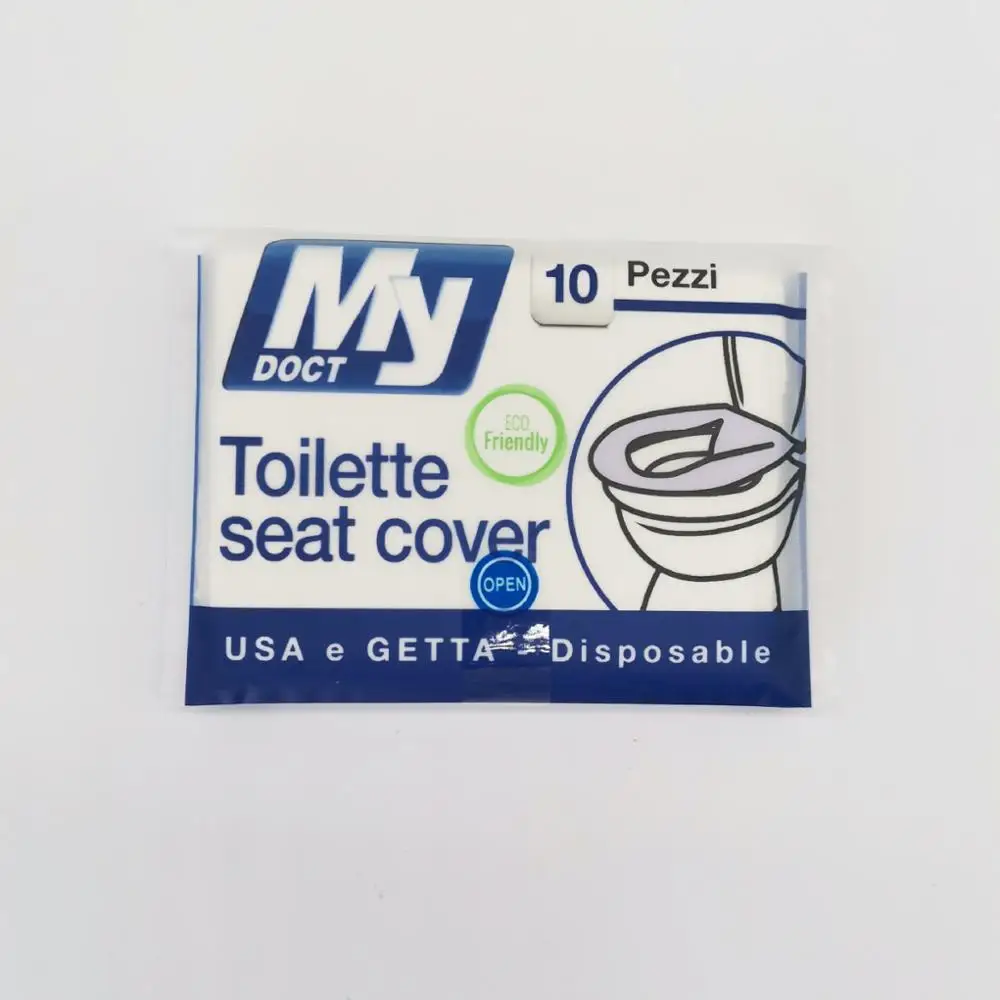 My
DOCT
10 Pezzi
ECO
Friendly
Toilette
seat cover
OPEN
USA e GETTA - Disposable